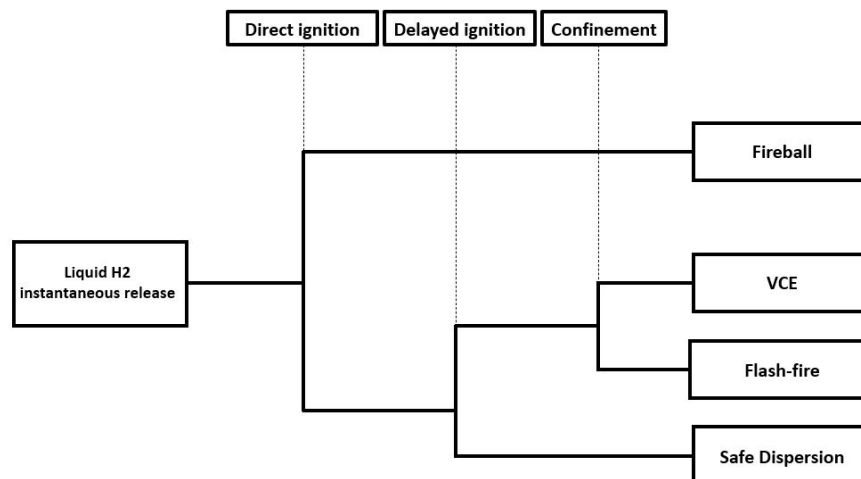 Direct ignition
Delayed ignition
Confinement
Fireball
Liquid H2
instantaneous release
VCE
Flash-fire
Safe Dispersion